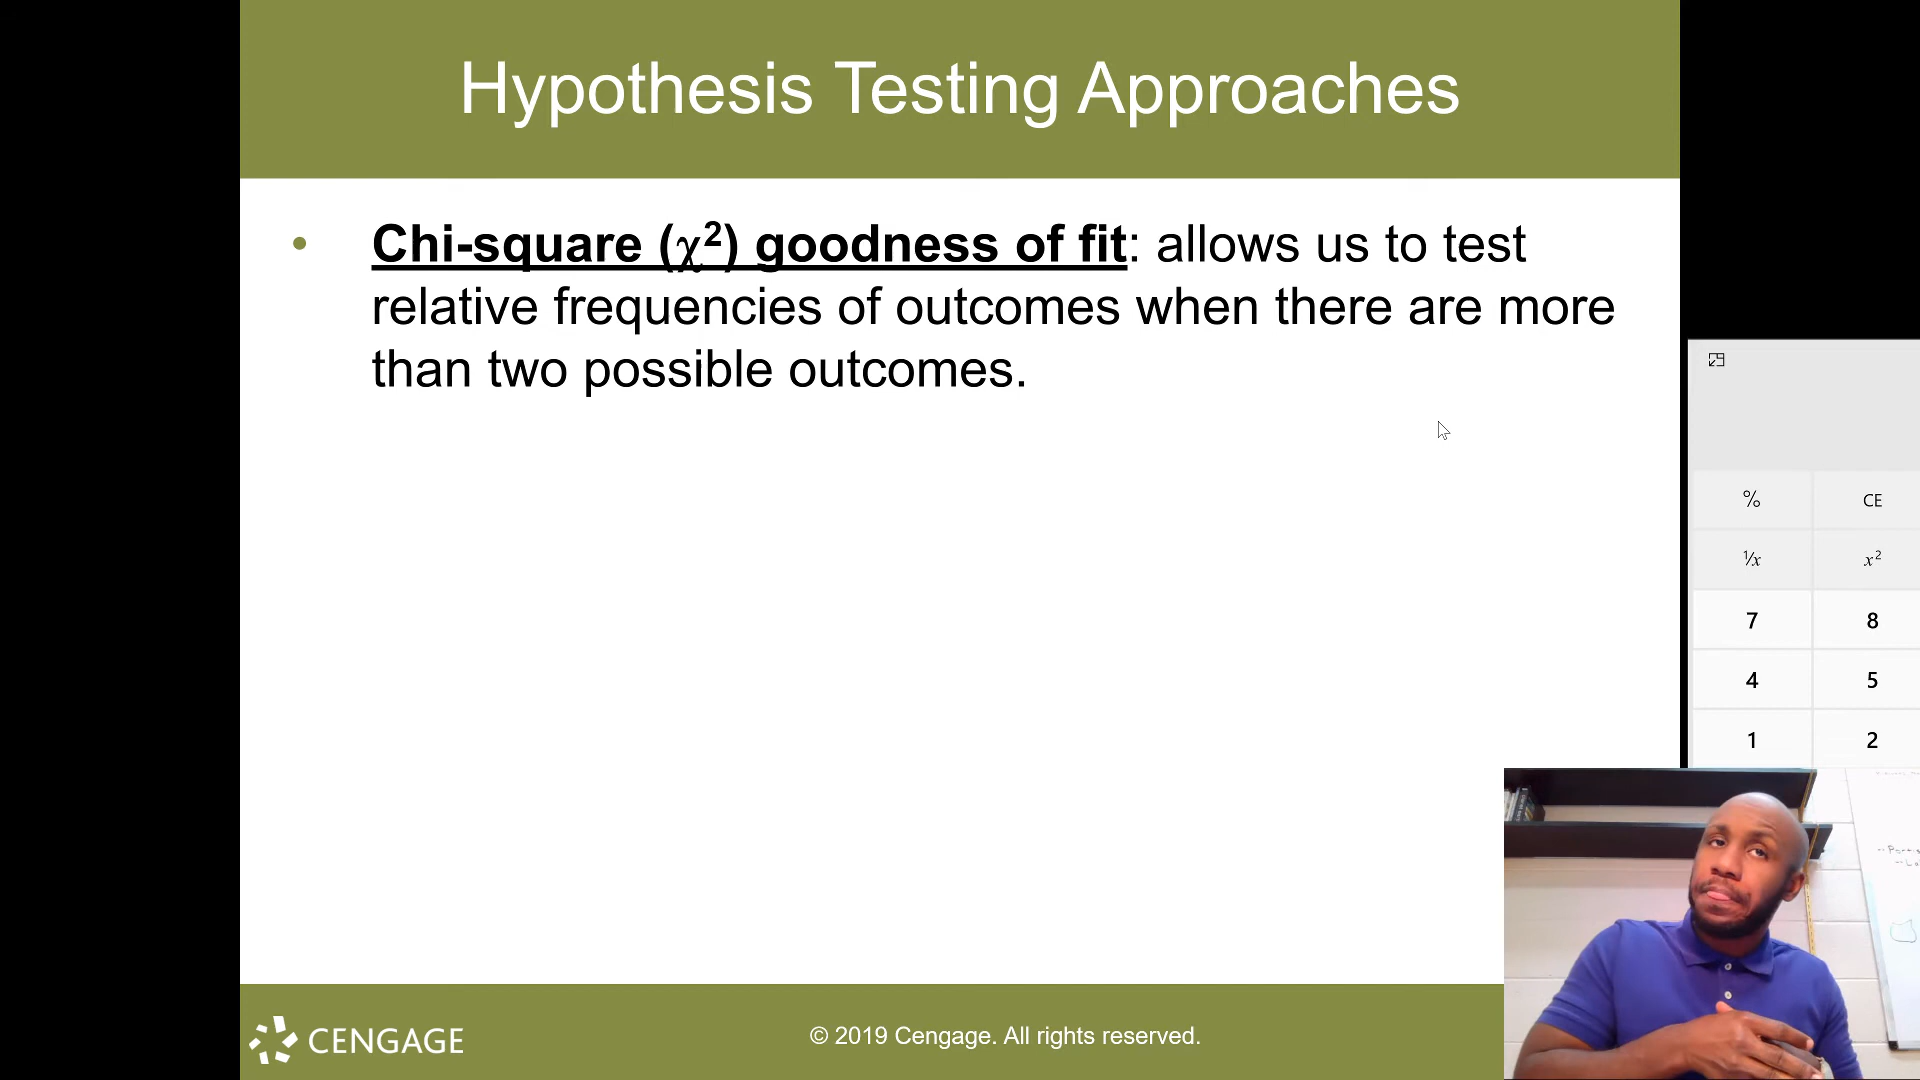 Hypothesis Testing Approaches
• Chi-square (χ²) goodness of fit: allows us to test
relative frequencies of outcomes when there are more
than two possible outcomes.
% CE
¹/x x²
7 8
4 5
1 2
CENGAGE
© 2019 Cengage. All rights reserved.